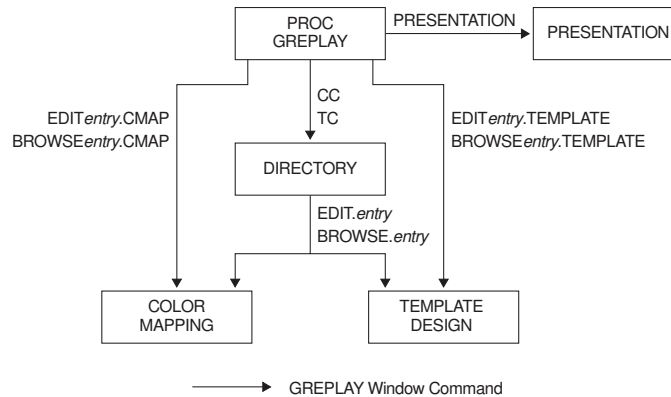 PROC
GREPLAY
PRESENTATION
PRESENTATION
EDITentry.CMAP
BROWSEentry.CMAP
CC
TC
EDITentry.TEMPLATE
BROWSEentry.TEMPLATE
DIRECTORY
EDIT.entry
BROWSE.entry
COLOR
MAPPING
TEMPLATE
DESIGN
GREPLAY Window Command